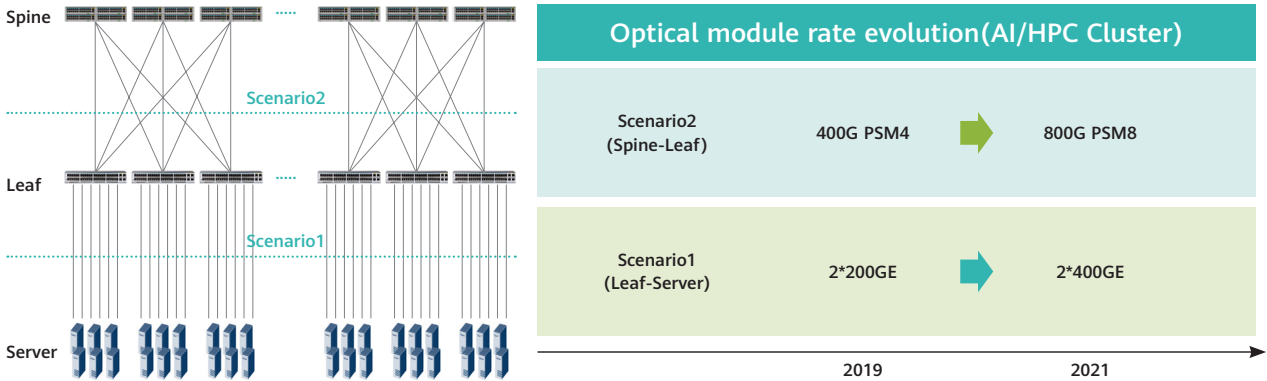 Spine
Scenario2
Leaf
Scenario1
Server
Optical module rate evolution(AI/HPC Cluster)
Scenario2
(Spine-Leaf)
400G PSM4
800G PSM8
Scenario1
(Leaf-Server)
2*200GE
2*400GE
2019
2021